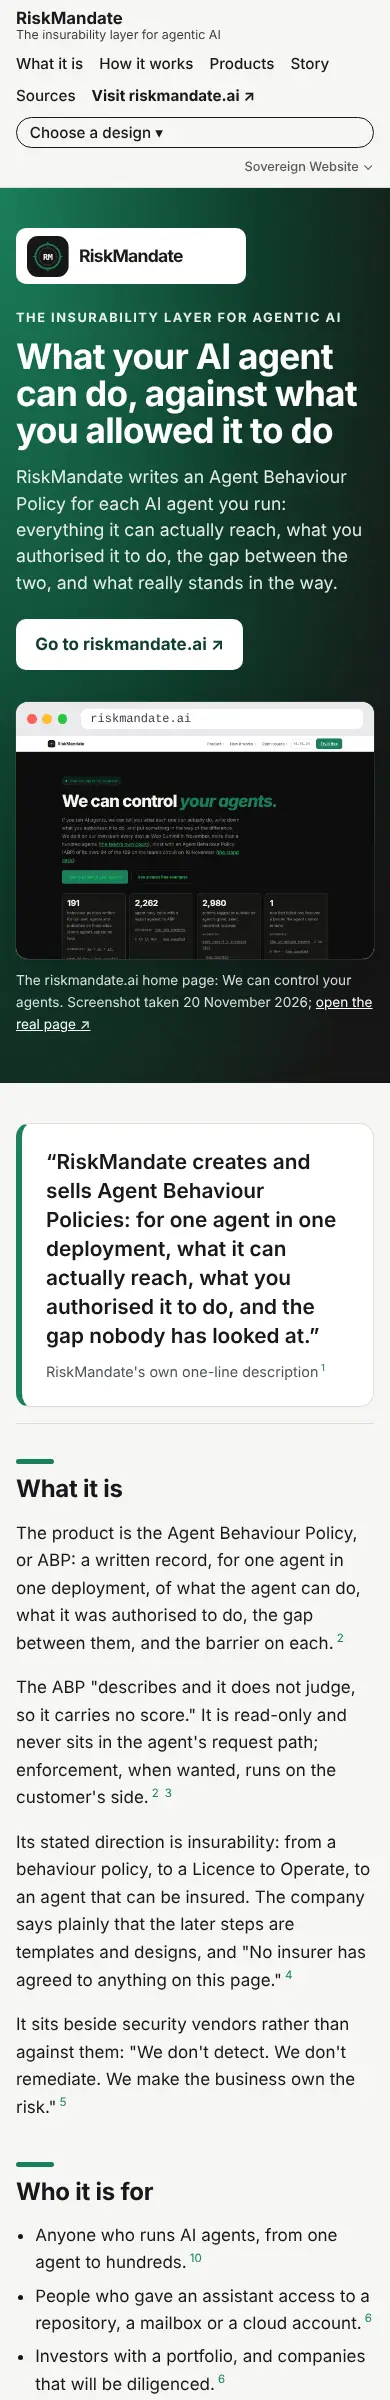 RiskMandate
The insurability layer for agentic AI
What it is How it works Products Story
Sources Visit riskmandate.ai ↗
Choose a design ▾
Sovereign Website
RM RiskMandate
THE INSURABILITY LAYER FOR AGENTIC AI
What your AI agent
can do, against what
you allowed it to do
RiskMandate writes an Agent Behaviour
Policy for each AI agent you run:
everything it can actually reach, what you
authorised it to do, the gap between the
two, and what really stands in the way.
Go to riskmandate.ai ↗
riskmandate.ai
RiskMandate
We can control your agents.
191 2,262 2,980 1
The riskmandate.ai home page: We can control your
agents. Screenshot taken 20 November 2026; open the
real page ↗
“RiskMandate creates and
sells Agent Behaviour
Policies: for one agent in one
deployment, what it can
actually reach, what you
authorised it to do, and the
gap nobody has looked at.”
RiskMandate's own one-line description 1
What it is
The product is the Agent Behaviour Policy,
or ABP: a written record, for one agent in
one deployment, of what the agent can do,
what it was authorised to do, the gap
between them, and the barrier on each. 2
The ABP "describes and it does not judge,
so it carries no score." It is read-only and
never sits in the agent's request path;
enforcement, when wanted, runs on the
customer's side. 2 3
Its stated direction is insurability: from a
behaviour policy, to a Licence to Operate, to
an agent that can be insured. The company
says plainly that the later steps are
templates and designs, and "No insurer has
agreed to anything on this page." 4
It sits beside security vendors rather than
against them: "We don't detect. We don't
remediate. We make the business own the
risk." 5
Who it is for
• Anyone who runs AI agents, from one
agent to hundreds. 10
• People who gave an assistant access to a
repository, a mailbox or a cloud account. 6
• Investors with a portfolio, and companies
that will be diligenced. 6